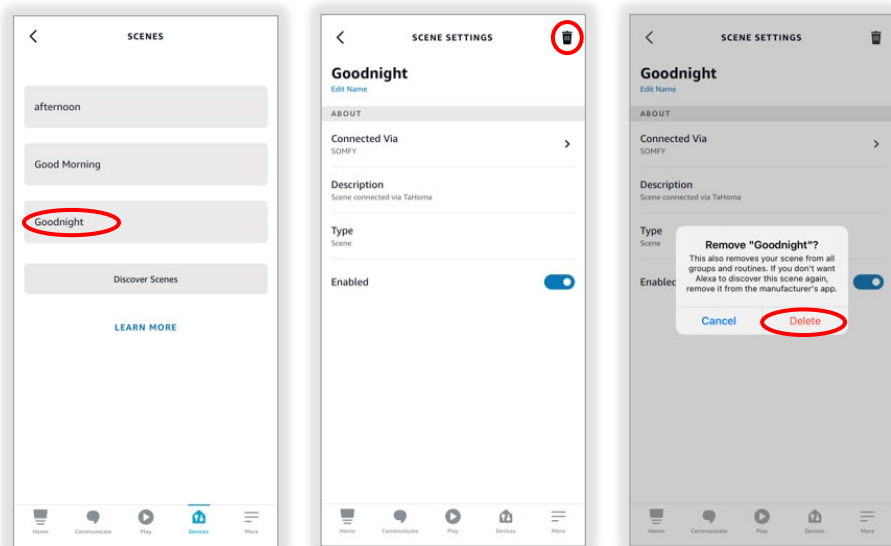 SCENES
afternoon
Good Morning
Goodnight
Discover Scenes
LEARN MORE
Home Communicate Play Devices More
SCENE SETTINGS
Goodnight
Edit Name
ABOUT
Connected Via
SOMFY
Description
Scene connected via TaHoma
Type
Scene
Enabled
Home Communicate Play Devices More
SCENE SETTINGS
Goodnight
Edit Name
ABOUT
Connected Via
SOMFY
Description
Scene connected via TaHoma
Type
Scene
Enabled
Remove "Goodnight"?
This also removes your scene from all
groups and routines. If you don't want
Alexa to discover this scene again,
remove it from the manufacturer's app.
Cancel Delete
Home Communicate Play Devices More